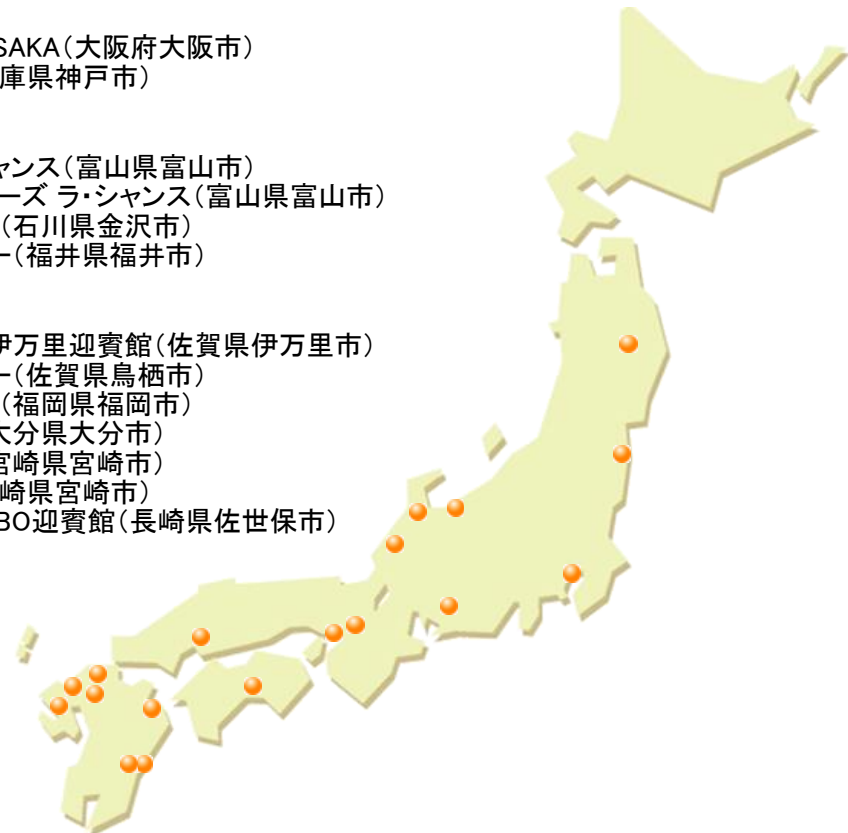 SAKA（大阪府大阪市）
庫県神戸市）
ャンス（富山県富山市）
ーズ ラ・シャンス（富山県富山市）
（石川県金沢市）
ー（福井県福井市）
伊万里迎賓館（佐賀県伊万里市）
ー（佐賀県鳥栖市）
（福岡県福岡市）
大分県大分市）
宮崎県宮崎市）
崎県宮崎市）
BO迎賓館（長崎県佐世保市）